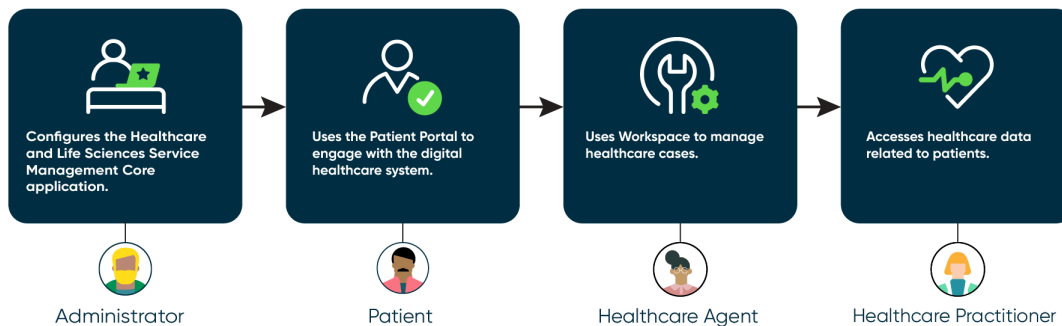 Configures the Healthcare
and Life Sciences Service
Management Core
application.
Uses the Patient Portal to
engage with the digital
healthcare system.
Uses Workspace to manage
healthcare cases.
Accesses healthcare data
related to patients.
Administrator
Patient
Healthcare Agent
Healthcare Practitioner